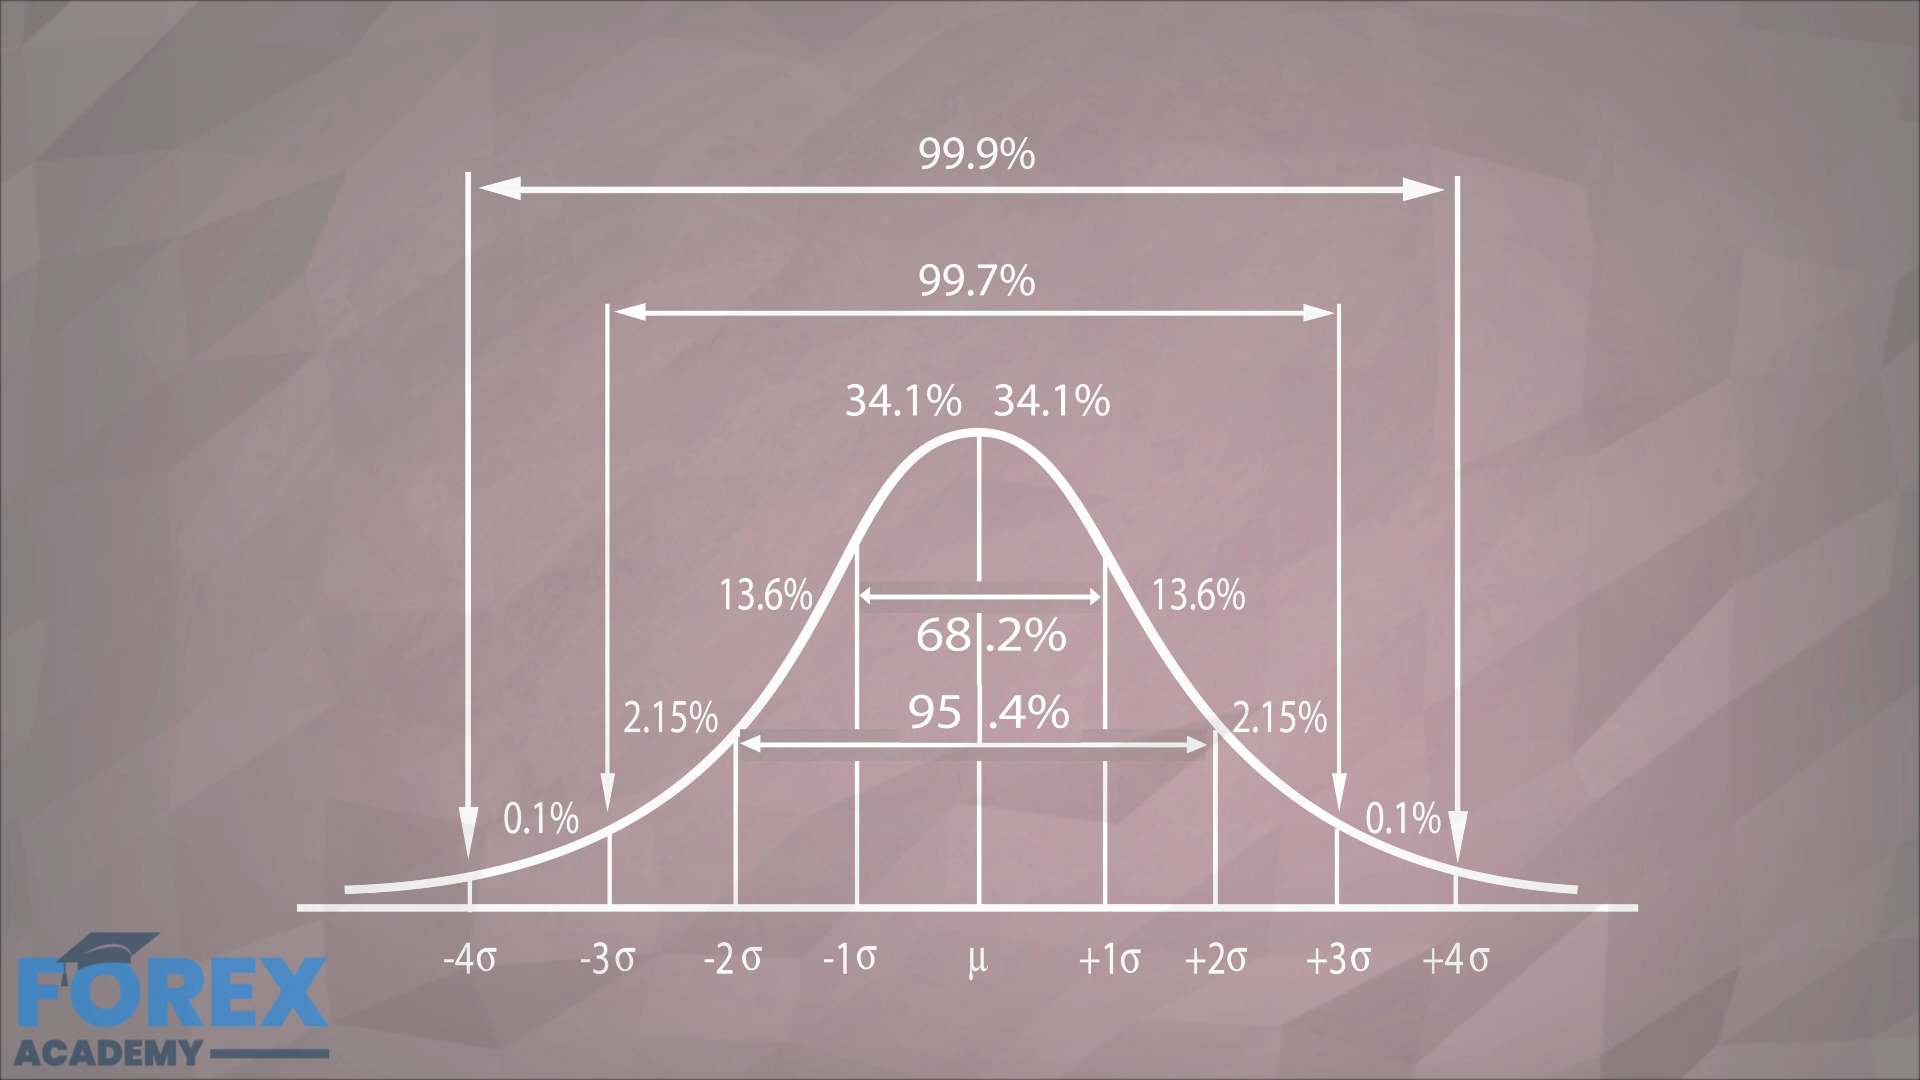 99.9%
99.7%
34.1% 34.1%
13.6% 13.6%
68.2%
95.4%
2.15% 2.15%
0.1% 0.1%
-4σ -3σ -2σ -1σ μ +1σ +2σ +3σ +4σ
FOREX
ACADEMY